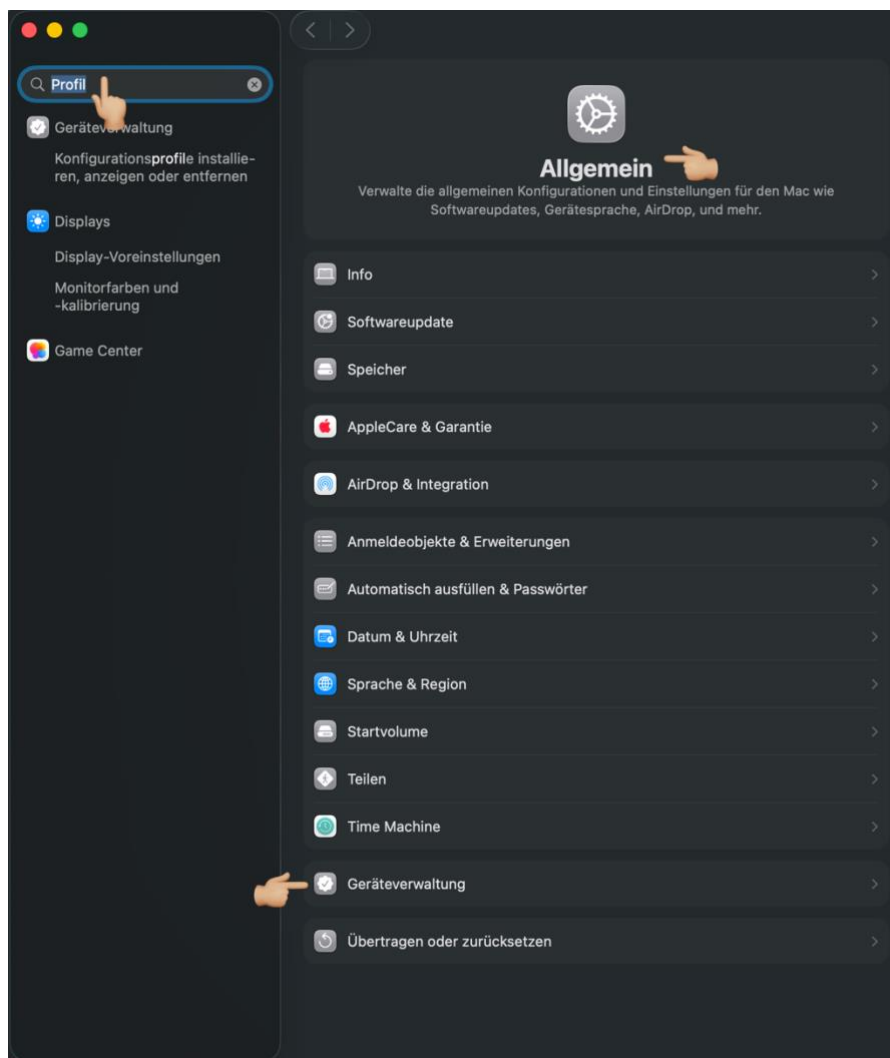 Profil
Geräteverwaltung
Konfigurationsprofile installie-
ren, anzeigen oder entfernen
Displays
Display-Voreinstellungen
Monitorfarben und
-kalibrierung
Game Center
Allgemein
Verwalte die allgemeinen Konfigurationen und Einstellungen für den Mac wie
Softwareupdates, Gerätesprache, AirDrop, und mehr.
Info
Softwareupdate
Speicher
AppleCare & Garantie
AirDrop & Integration
Anmeldeobjekte & Erweiterungen
Automatisch ausfüllen & Passwörter
Datum & Uhrzeit
Sprache & Region
Startvolume
Teilen
Time Machine
Geräteverwaltung
Übertragen oder zurücksetzen